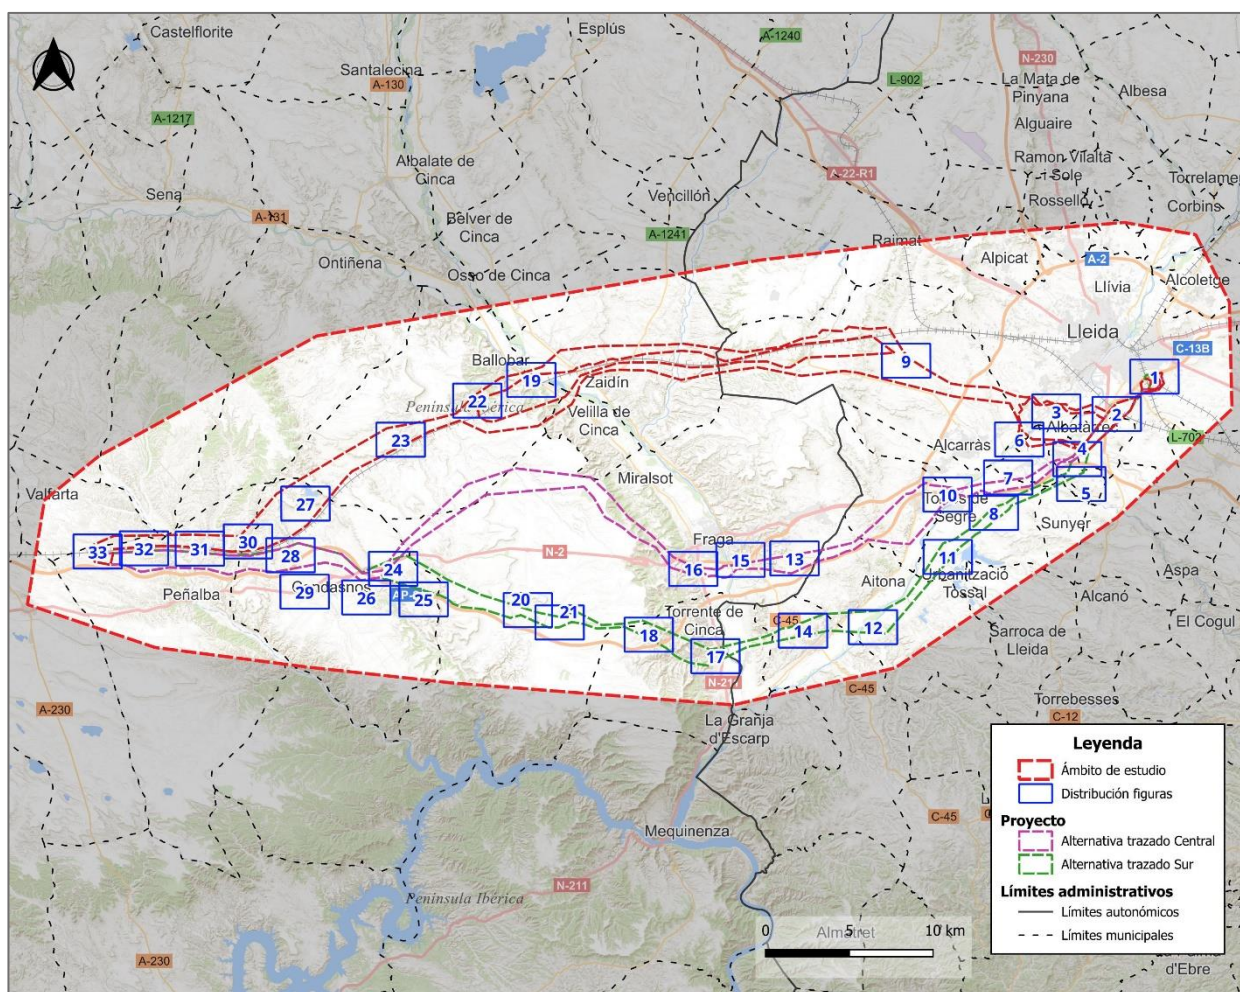 Castelflorite
Esplús
A-1240
N-230
Santalecina
A-130
L-902
La Mata de
Pinyana
Albesa
A-1217
Alguaire
Albalate de
Cinca
Ramon Vilalta
i Sole
A-22-R1
Torrelame
Sena
Vencillón
Rosselló
Corbins
A-131
Belver de
Cinca
A-1241
Raimat
Ontiñena
Osso de Cinca
Alpicat
A-2
Alcoletge
Llívia
Lleida
C-13B
Ballobar
9
19
Zaidín
1
Península Ibérica
22
3
2
Velilla de
Cinca
Albatàrrec
23
Alcarràs
6
L-702
4
Miralsot
7
Valfarta
27
10
5
Torres de
Segre
8
Sunyer
30
Fraga
33
32
31
28
N-2
15
13
11
24
16
Aspa
Peñalba
Candasnos
Aitona
Urbanització
Tossal
29
26
AP-
25
20
Alcanó
21
Torrente de
Cinca
C-45
El Cogul
18
14
12
Sarroca de
Lleida
17
N-211
C-45
Torrebesses
A-230
La Granja
d'Escarp
C-12
Leyenda
Ámbito de estudio
Distribución figuras
C-45
Proyecto
Mequinenza
Alternativa trazado Central
Alternativa trazado Sur
N-211
Límites administrativos
Península Ibérica
Límites autonómicos
0 5 10 km
Almatret
Límites municipales
A-230
d'Ebre